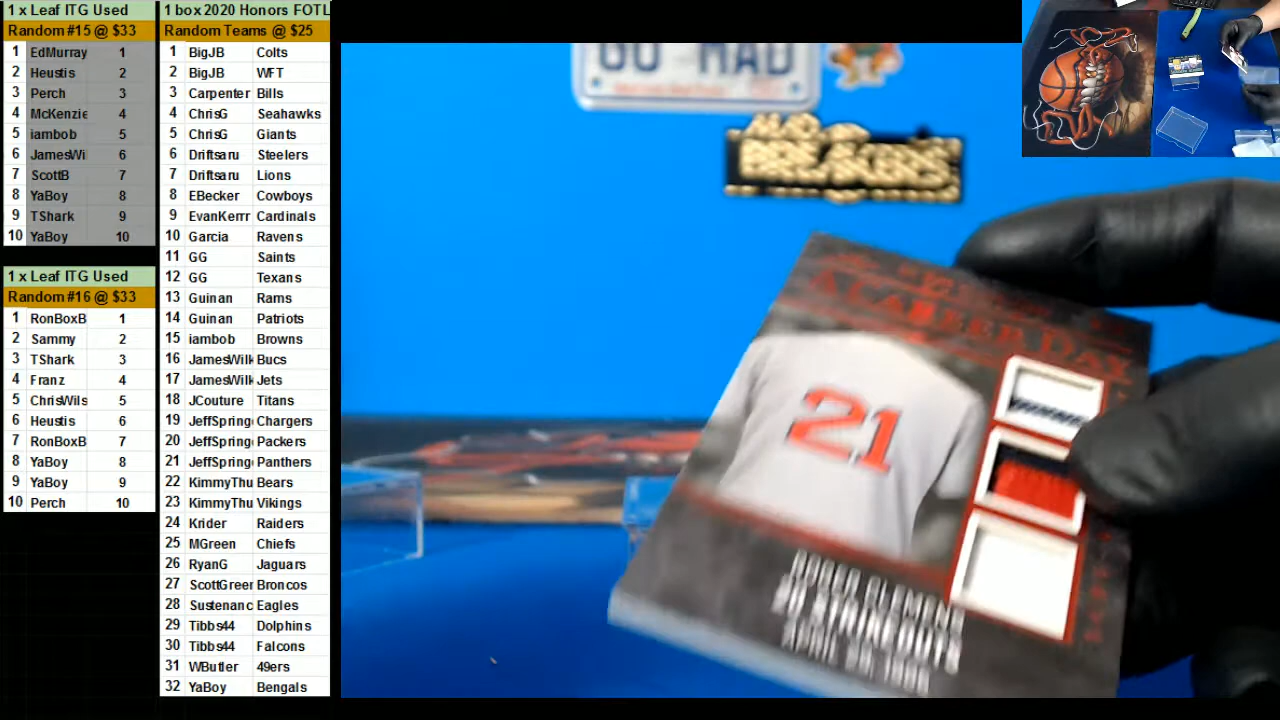 1 x Leaf ITG Used
Random #15 @ $33
1 EdMurray 1
2 Heustis 2
3 Perch 3
4 McKenzie 4
5 iambob 5
6 JamesWi 6
7 ScottB 7
8 YaBoy 8
9 TShark 9
10 YaBoy 10
1 x Leaf ITG Used
Random #16 @ $33
1 RonBoxB 1
2 Sammy 2
3 TShark 3
4 Franz 4
5 ChrisWils 5
6 Heustis 6
7 RonBoxB 7
8 YaBoy 8
9 YaBoy 9
10 Perch 10
1 box 2020 Honors FOTL
Random Teams @ $25
1 BigJB Colts
2 BigJB WFT
3 Carpenter Bills
4 ChrisG Seahawks
5 ChrisG Giants
6 Driftsaru Steelers
7 Driftsaru Lions
8 EBecker Cowboys
9 EvanKerrr Cardinals
10 Garcia Ravens
11 GG Saints
12 GG Texans
13 Guinan Rams
14 Guinan Patriots
15 iambob Browns
16 JamesWilk Bucs
17 JamesWilk Jets
18 JCouture Titans
19 JeffSpring Chargers
20 JeffSpring Packers
21 JeffSpring Panthers
22 KimmyThu Bears
23 KimmyThu Vikings
24 Krider Raiders
25 MGreen Chiefs
26 RyanG Jaguars
27 ScottGreer Broncos
28 Sustenanc Eagles
29 Tibbs44 Dolphins
30 Tibbs44 Falcons
31 WButler 49ers
32 YaBoy Bengals
GO MAD
A CAREER DAY
21
ROGER CLEMENS
20 STRIKEOUTS